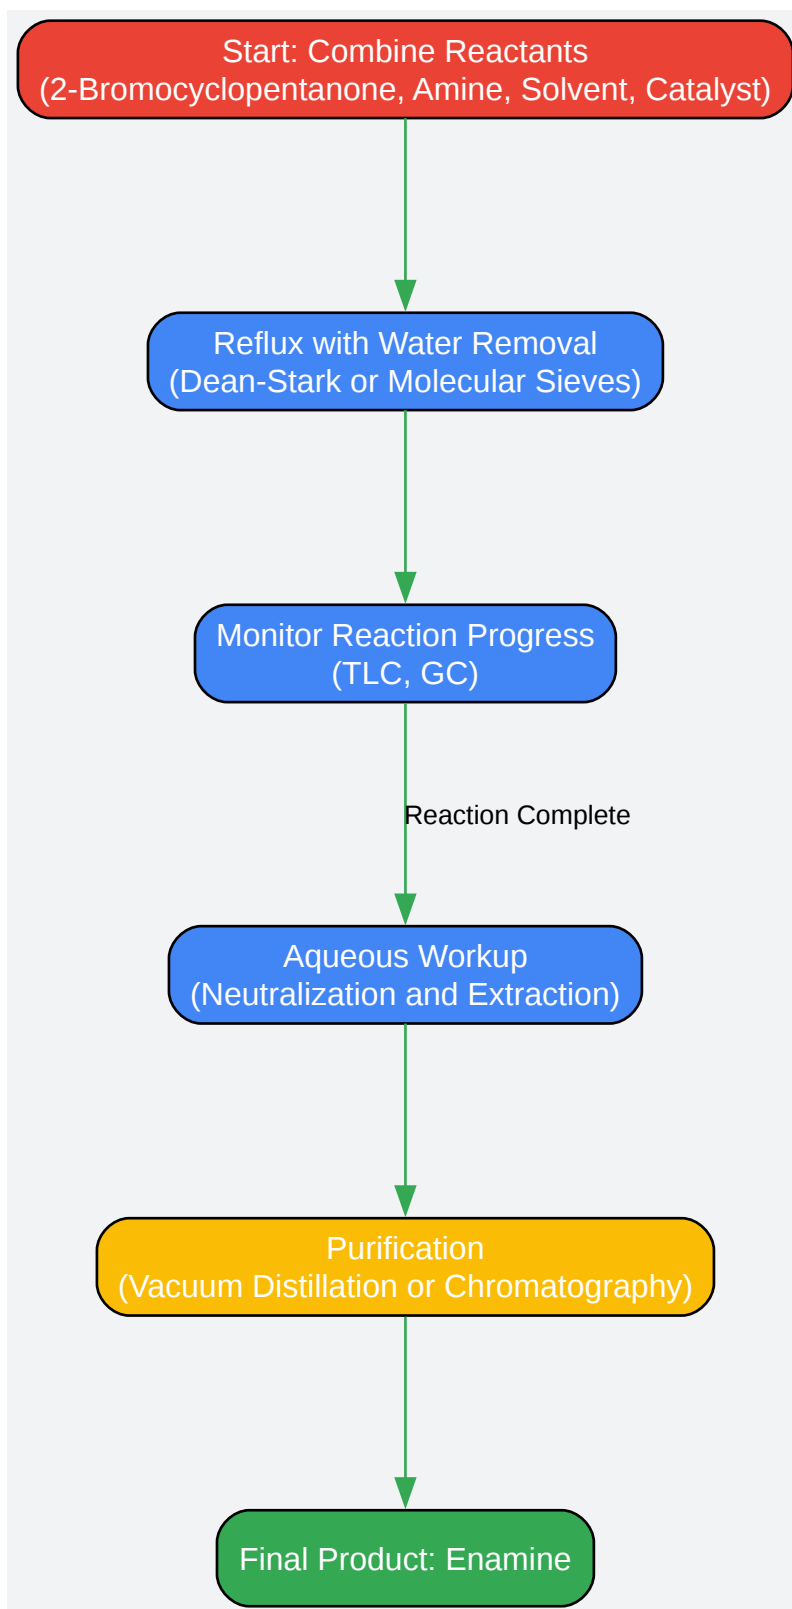 Start: Combine Reactants
(2-Bromocyclopentanone, Amine, Solvent, Catalyst)
Reflux with Water Removal
(Dean-Stark or Molecular Sieves)
Monitor Reaction Progress
(TLC, GC)
Reaction Complete
Aqueous Workup
(Neutralization and Extraction)
Purification
(Vacuum Distillation or Chromatography)
Final Product: Enamine